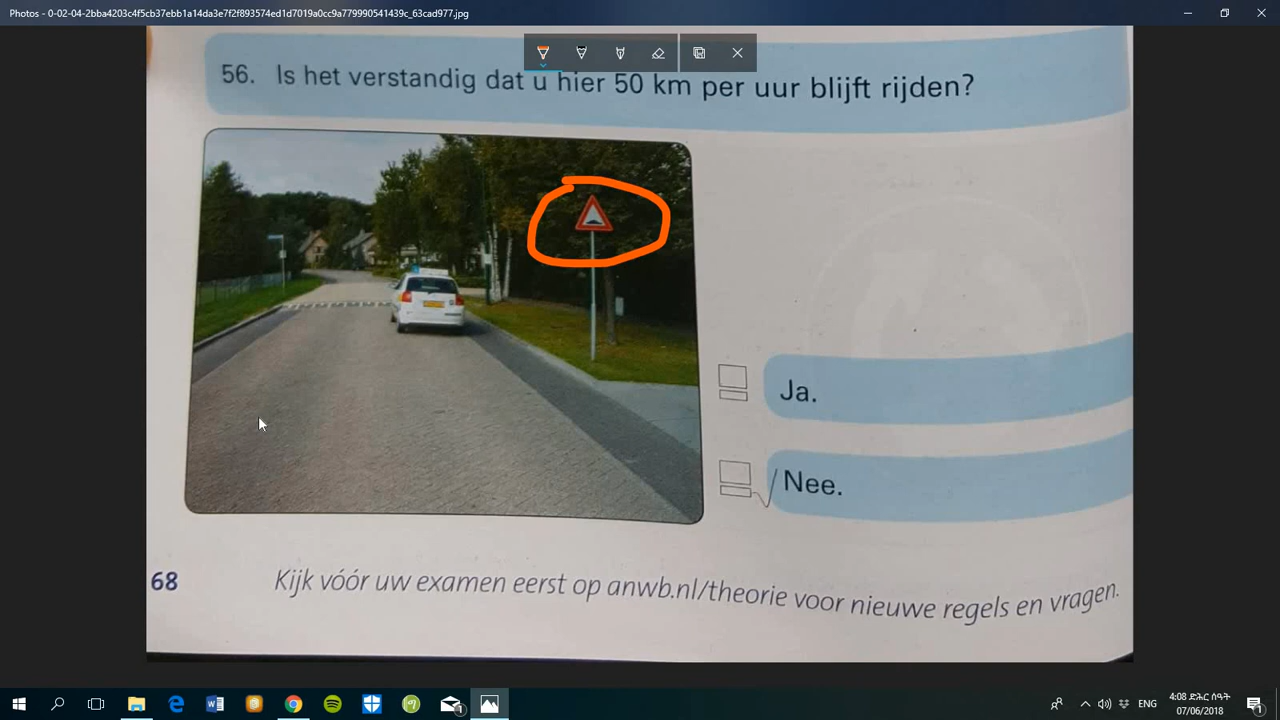 Photos - 0-02-04-2bba4203c4f5cb37ebb1a14da3e7f2f893574ed1d7019a0cc9a779990541439c_63cad977.jpg
56. Is het verstandig dat u hier 50 km per uur blijft rijden?
Ja.
Nee.
68 Kijk vóór uw examen eerst op anwb.nl/theorie voor nieuwe regels en vragen.
ENG
4:08 ድሕር ሰዓት
07/06/2018